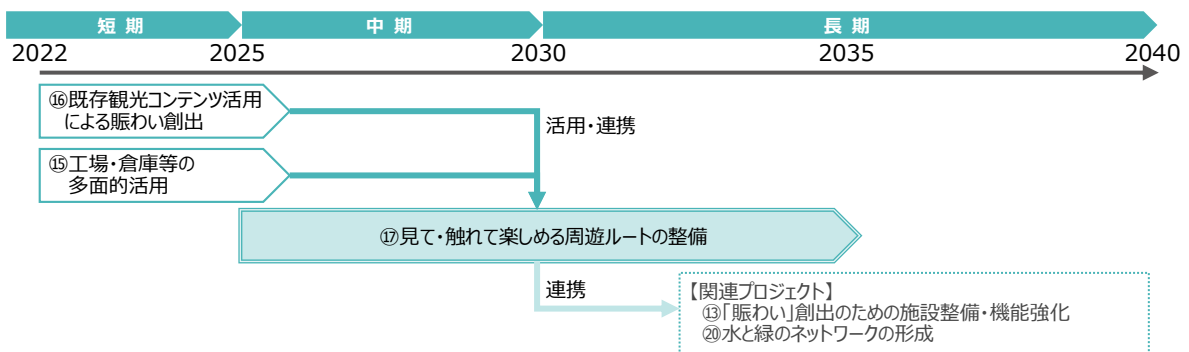 短期
中期
長期
2022
2025
2030
2035
2040
⑯既存観光コンテンツ活用
による賑わい創出
活用・連携
⑮工場・倉庫等の
多面的活用
⑰見て・触れて楽しめる周遊ルートの整備
連携
【関連プロジェクト】
⑬「賑わい」創出のための施設整備・機能強化
⑳水と緑のネットワークの形成